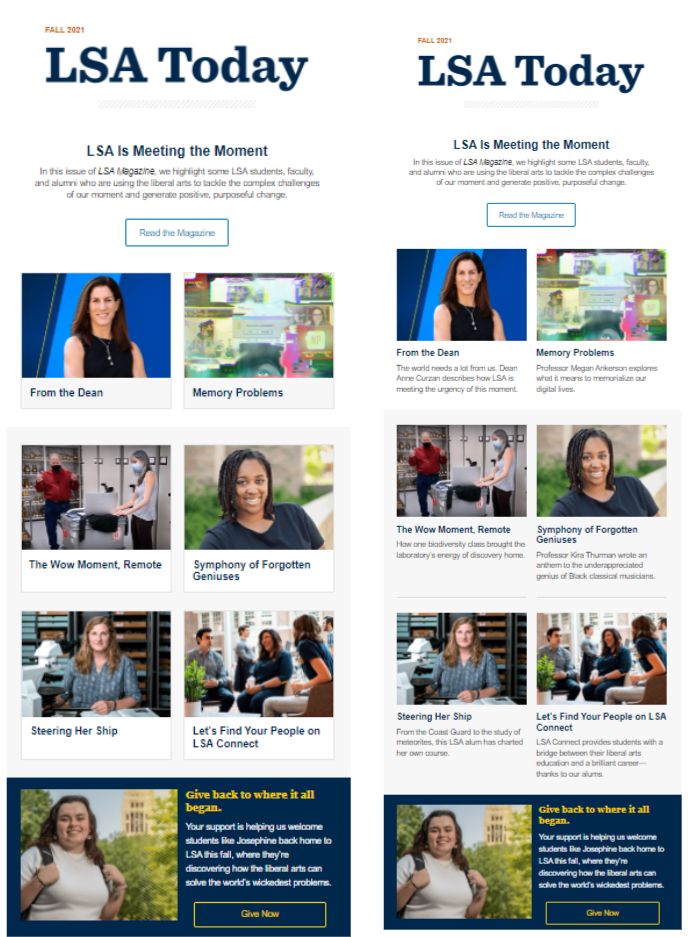 FALL 2021
LSA Today
LSA Is Meeting the Moment
In this issue of LSA Magazine, we highlight some LSA students, faculty,
and alumni who are using the liberal arts to tackle the complex challenges
of our moment and generate positive, purposeful change.
Read the Magazine
From the Dean
Memory Problems
The Wow Moment, Remote
Symphony of Forgotten
Geniuses
Steering Her Ship
Let's Find Your People on
LSA Connect
Give back to where it all
began.
Your support is helping us welcome
students like Josephine back home to
LSA this fall, where they're
discovering how the liberal arts can
solve the world's wickedest problems.
Give Now
FALL 2021
LSA Today
LSA Is Meeting the Moment
In this issue of LSA Magazine, we highlight some LSA students, faculty,
and alumni who are using the liberal arts to tackle the complex challenges
of our moment and generate positive, purposeful change.
Read the Magazine
From the Dean
The world needs a lot from us. Dean
Anne Curzan describes how LSA is
meeting the urgency of this moment.
Memory Problems
Professor Megan Ankerson explores
what it means to memorialize our
digital lives.
The Wow Moment, Remote
How one biodiversity class brought the
laboratory's energy of discovery home.
Symphony of Forgotten
Geniuses
Professor Kira Thurman wrote an
anthem to the underappreciated
genius of Black classical musicians.
Steering Her Ship
From the Coast Guard to the study of
meteorites, this LSA alum has charted
her own course.
Let's Find Your People on LSA
Connect
LSA Connect provides students with a
bridge between their liberal arts
education and a brilliant career—
thanks to our alums.
Give back to where it all
began.
Your support is helping us welcome
students like Josephine back home to
LSA this fall, where they're
discovering how the liberal arts can
solve the world's wickedest problems.
Give Now